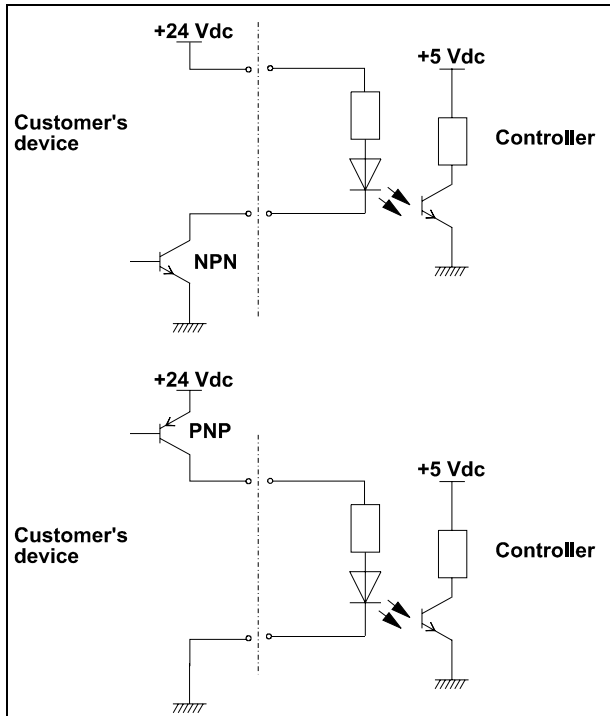 +24 Vdc
+5 Vdc
Customer's
device
Controller
NPN
+24 Vdc
PNP
+5 Vdc
Customer's
device
Controller